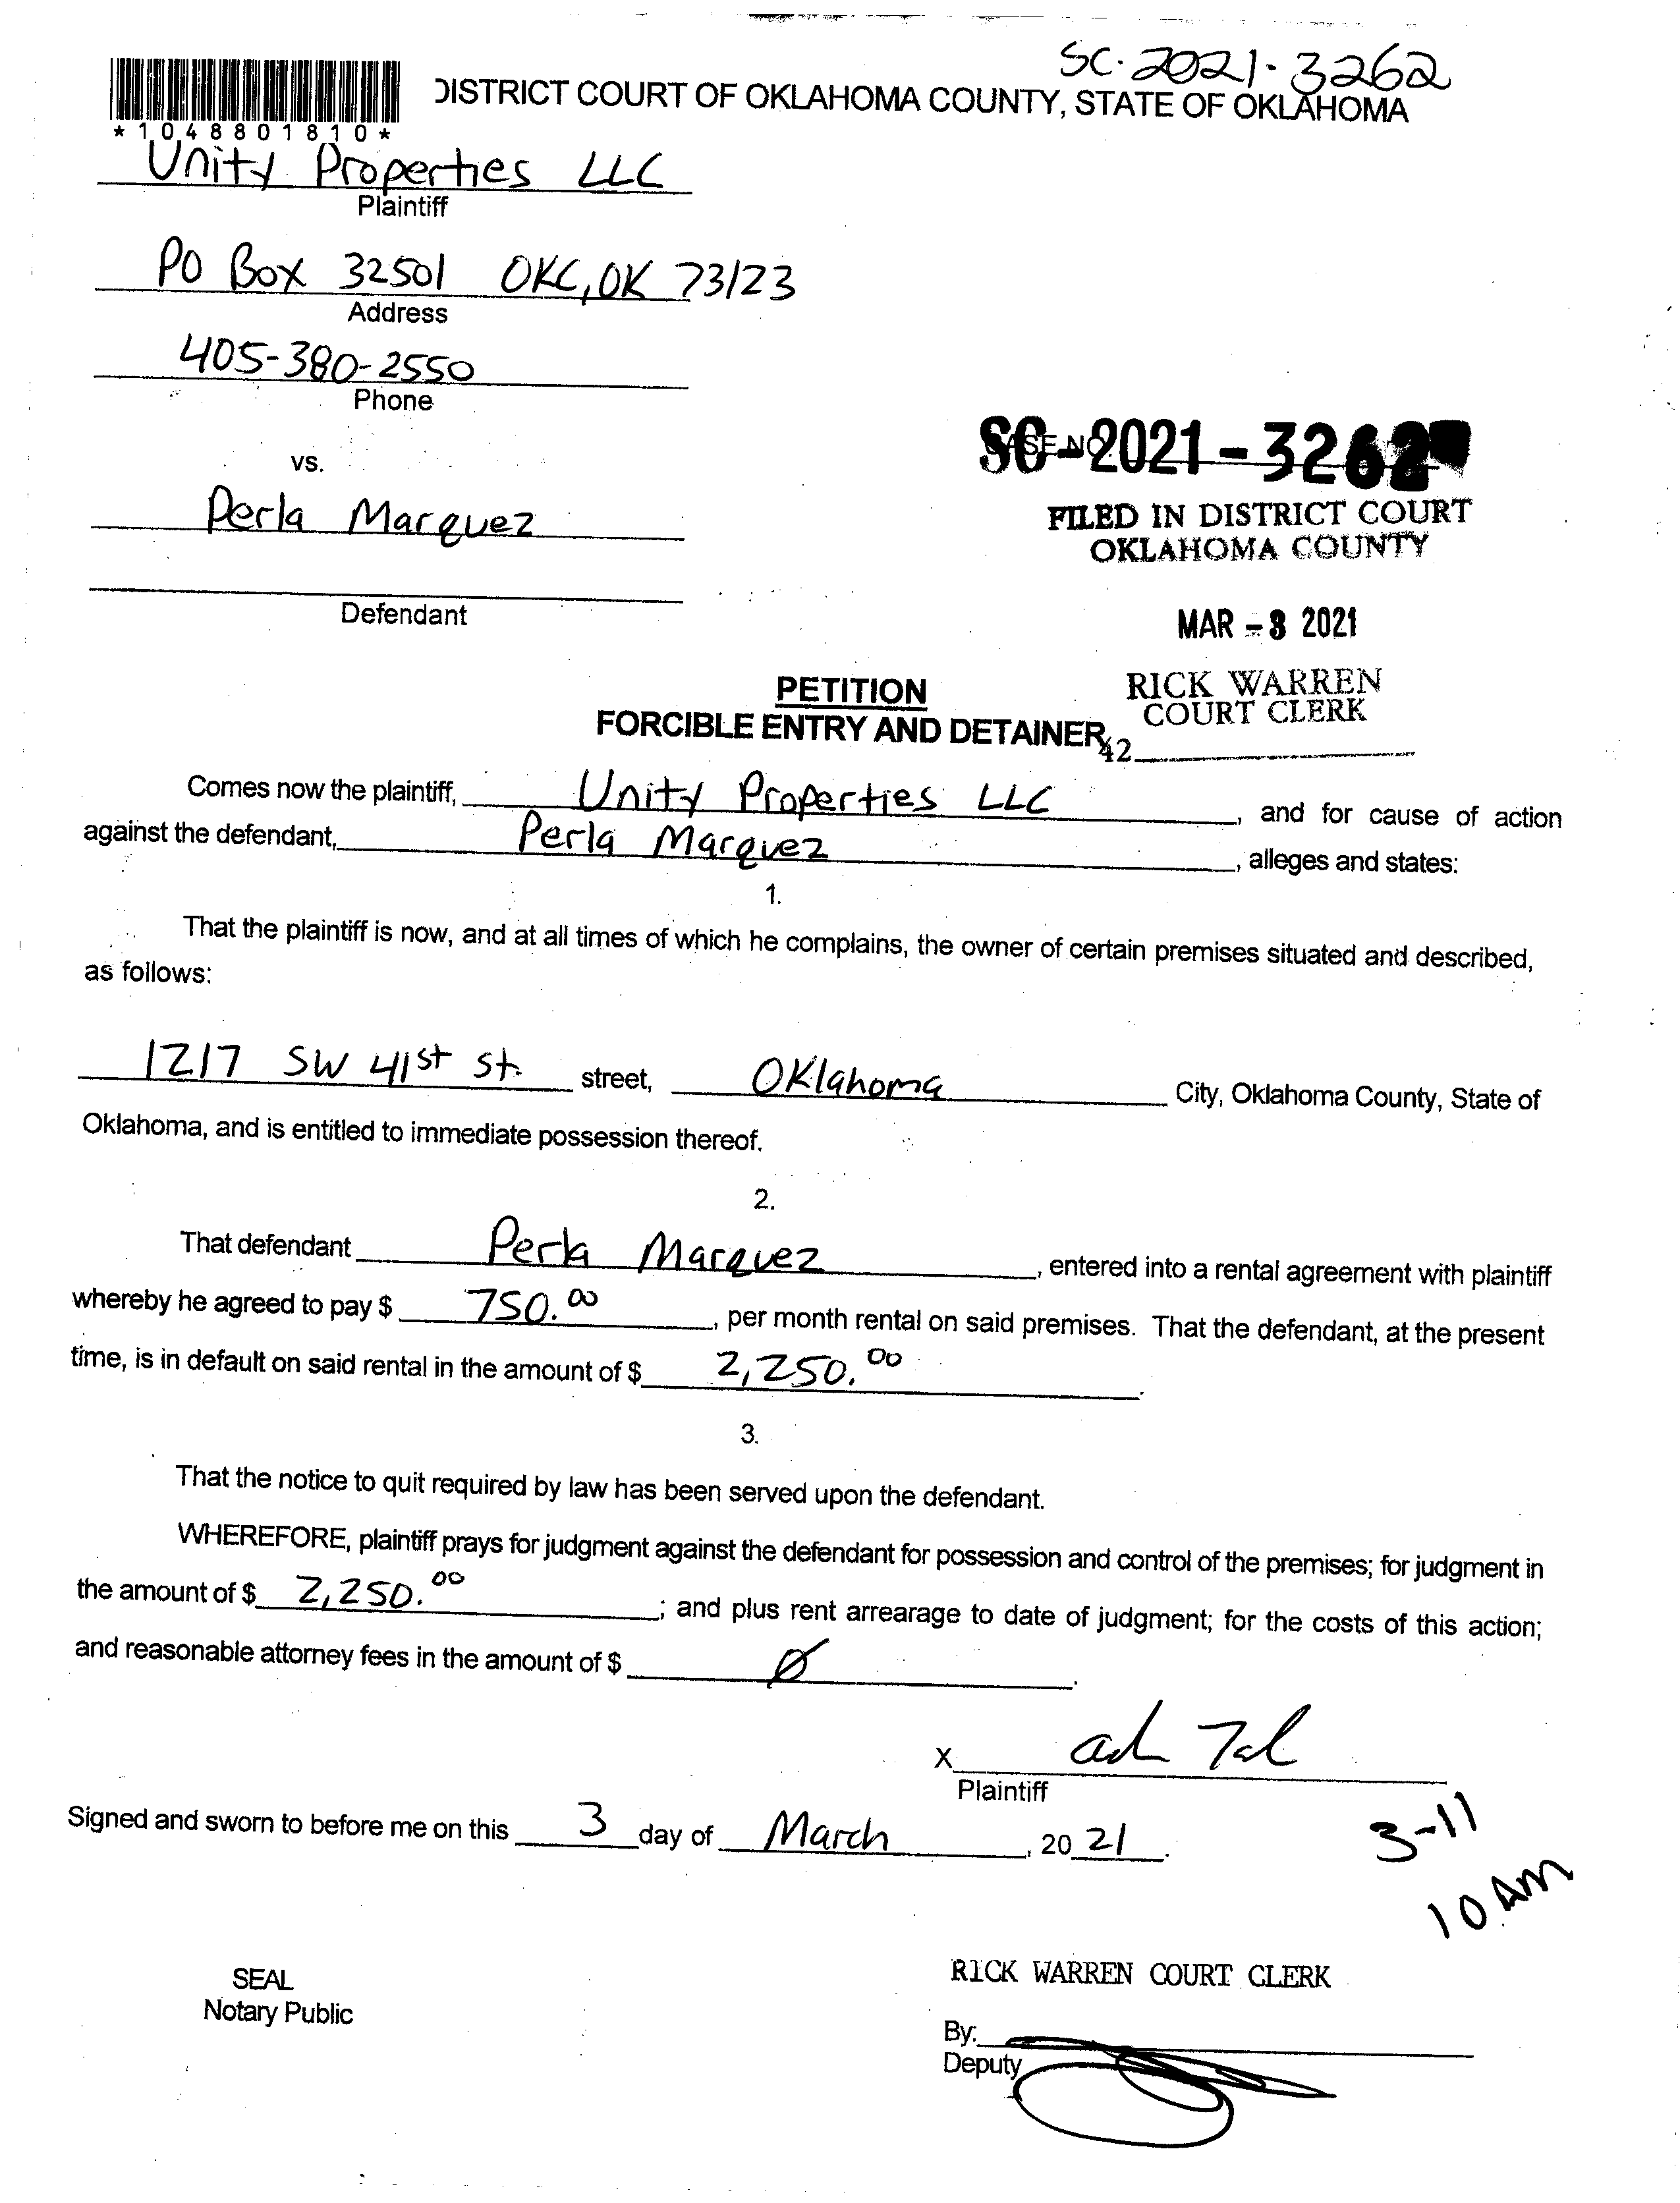 SC-2021-3262
DISTRICT COURT OF OKLAHOMA COUNTY, STATE OF OKLAHOMA
*1048801810*
Unity Properties LLC
Plaintiff
PO Box 32501 OKC, OK 73123
Address
405-380-2550
Phone
SC-2021-3262
vs.
Perla Marquez
FILED IN DISTRICT COURT
OKLAHOMA COUNTY
Defendant
MAR - 3 2021
PETITION
RICK WARREN
COURT CLERK
FORCIBLE ENTRY AND DETAINER
42
Comes now the plaintiff, Unity Properties LLC, and for cause of action
against the defendant, Perla Marquez, alleges and states:
1.
That the plaintiff is now, and at all times of which he complains, the owner of certain premises situated and described,
as follows:
1217 SW 41st St. street, Oklahoma City, Oklahoma County, State of
Oklahoma, and is entitled to immediate possession thereof.
2.
That defendant Perla Marquez, entered into a rental agreement with plaintiff
whereby he agreed to pay $ 750.00, per month rental on said premises. That the defendant, at the present
time, is in default on said rental in the amount of $ 2,250.00.
3.
That the notice to quit required by law has been served upon the defendant.
WHEREFORE, plaintiff prays for judgment against the defendant for possession and control of the premises; for judgment in
the amount of $ 2,250.00; and plus rent arrearage to date of judgment; for the costs of this action;
and reasonable attorney fees in the amount of $ Ø.
X
Plaintiff
Signed and sworn to before me on this 3 day of March, 2021.
3-11
10 AM
SEAL
Notary Public
RICK WARREN COURT CLERK
By:
Deputy